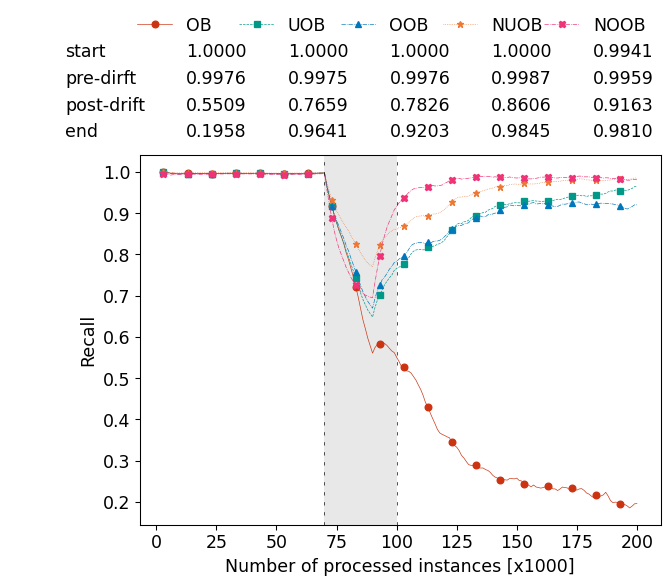 OB UOB OOB NUOB NOOB
start 1.0000 1.0000 1.0000 1.0000 0.9941
pre-dirft 0.9976 0.9975 0.9976 0.9987 0.9959
post-drift 0.5509 0.7659 0.7826 0.8606 0.9163
end 0.1958 0.9641 0.9203 0.9845 0.9810
1.0
0.9
0.8
0.7
0.6
0.5
0.4
0.3
0.2
Recall
0 25 50 75 100 125 150 175 200
Number of processed instances [x1000]